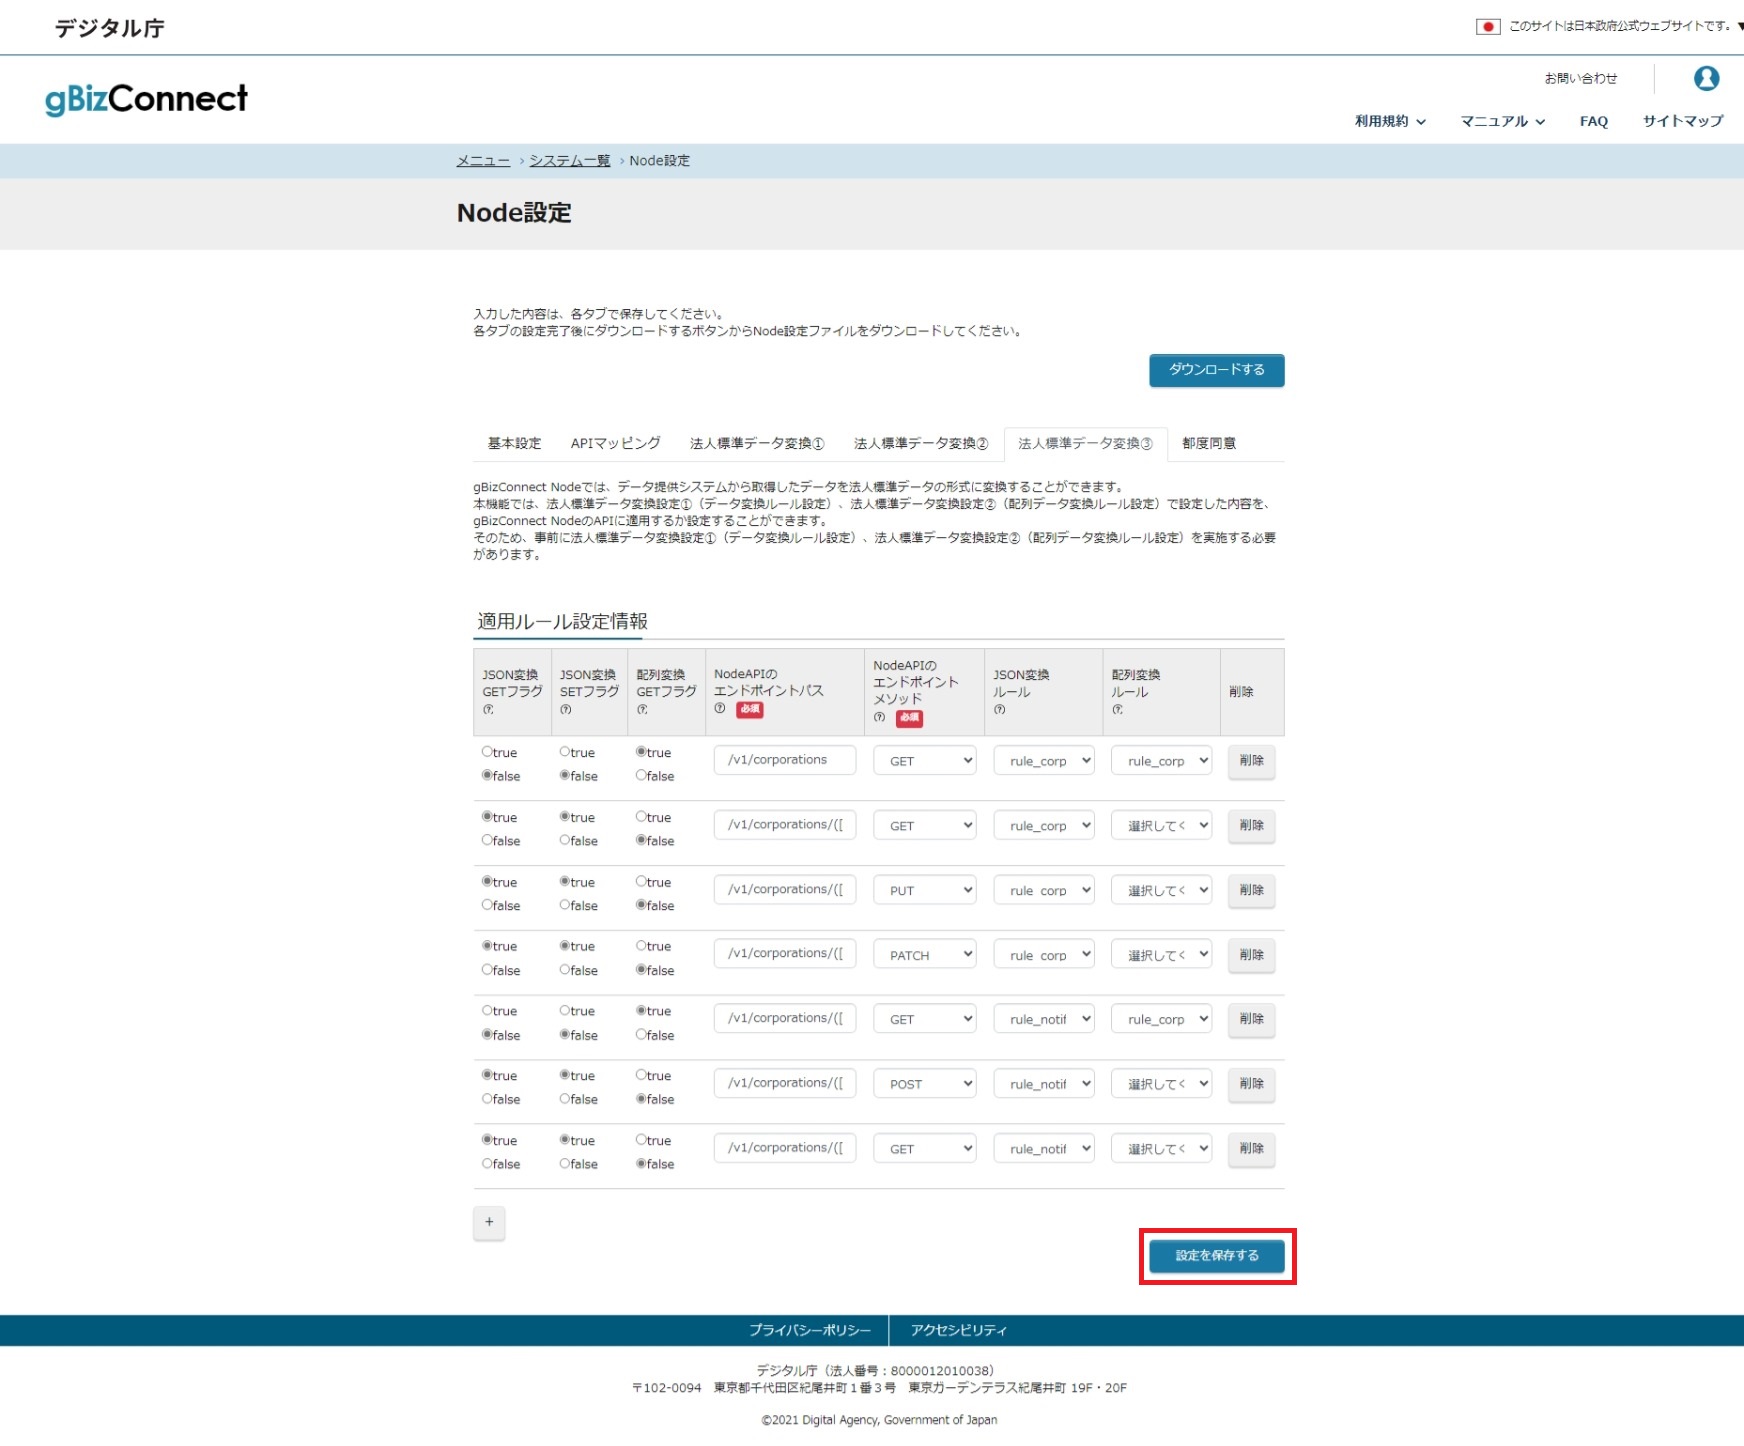 デジタル庁
このサイトは日本政府公式ウェブサイトです。
gBizConnect
お問い合わせ
利用規約
マニュアル
FAQ
サイトマップ
メニュー › システム一覧 › Node設定
Node設定
入力した内容は、各タブで保存してください。
各タブの設定完了後にダウンロードするボタンからNode設定ファイルをダウンロードしてください。
ダウンロードする
基本設定 APIマッピング 法人標準データ変換① 法人標準データ変換② 法人標準データ変換③ 都度同意
gBizConnect Nodeでは、データ提供システムから取得したデータを法人標準データの形式に変換することができます。
本機能では、法人標準データ変換設定①（データ変換ルール設定）、法人標準データ変換設定②（配列データ変換ルール設定）で設定した内容を、
gBizConnect NodeのAPIに適用するか設定することができます。
そのため、事前に法人標準データ変換設定①（データ変換ルール設定）、法人標準データ変換設定②（配列データ変換ルール設定）を実施する必要
があります。
適用ルール設定情報
JSON変換
GETフラグ
?
JSON変換
SETフラグ
?
配列変換
GETフラグ
?
NodeAPIの
エンドポイントパス
? 必須
NodeAPIの
エンドポイント
メソッド
? 必須
JSON変換
ルール
?
配列変換
ルール
?
削除
true true true /v1/corporations GET rule_corp rule_corp 削除
false false false
true true true /v1/corporations/([ GET rule_corp 選択してく 削除
false false false
true true true /v1/corporations/([ PUT rule_corp 選択してく 削除
false false false
true true true /v1/corporations/([ PATCH rule_corp 選択してく 削除
false false false
true true true /v1/corporations/([ GET rule_notif rule_corp 削除
false false false
true true true /v1/corporations/([ POST rule_notif 選択してく 削除
false false false
true true true /v1/corporations/([ GET rule_notif 選択してく 削除
false false false
+
設定を保存する
プライバシーポリシー アクセシビリティ
デジタル庁（法人番号：8000012010038）
〒102-0094 東京都千代田区紀尾井町１番３号 東京ガーデンテラス紀尾井町 19F・20F
©2021 Digital Agency, Government of Japan